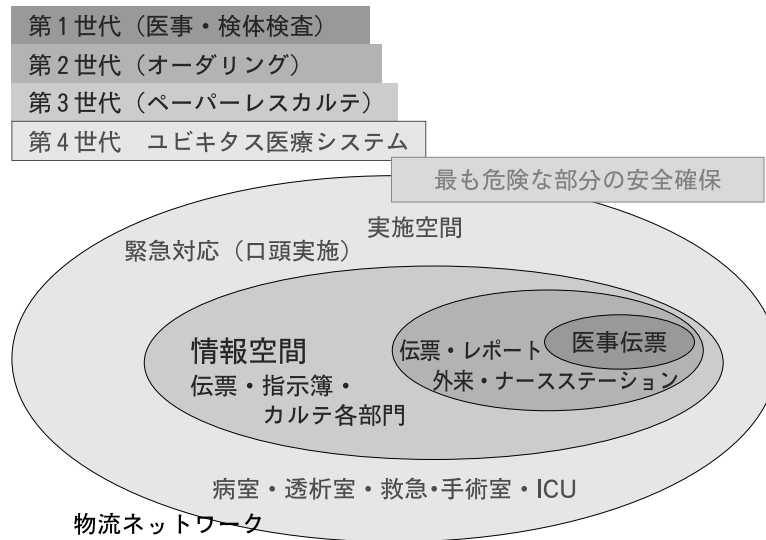 第1世代（医事・検体検査）
第2世代（オーダリング）
第3世代（ペーパーレスカルテ）
第4世代　ユビキタス医療システム
最も危険な部分の安全確保
実施空間
緊急対応（口頭実施）
情報空間
伝票・指示簿・
カルテ各部門
伝票・レポート
医事伝票
外来・ナースステーション
病室・透析室・救急・手術室・ICU
物流ネットワーク